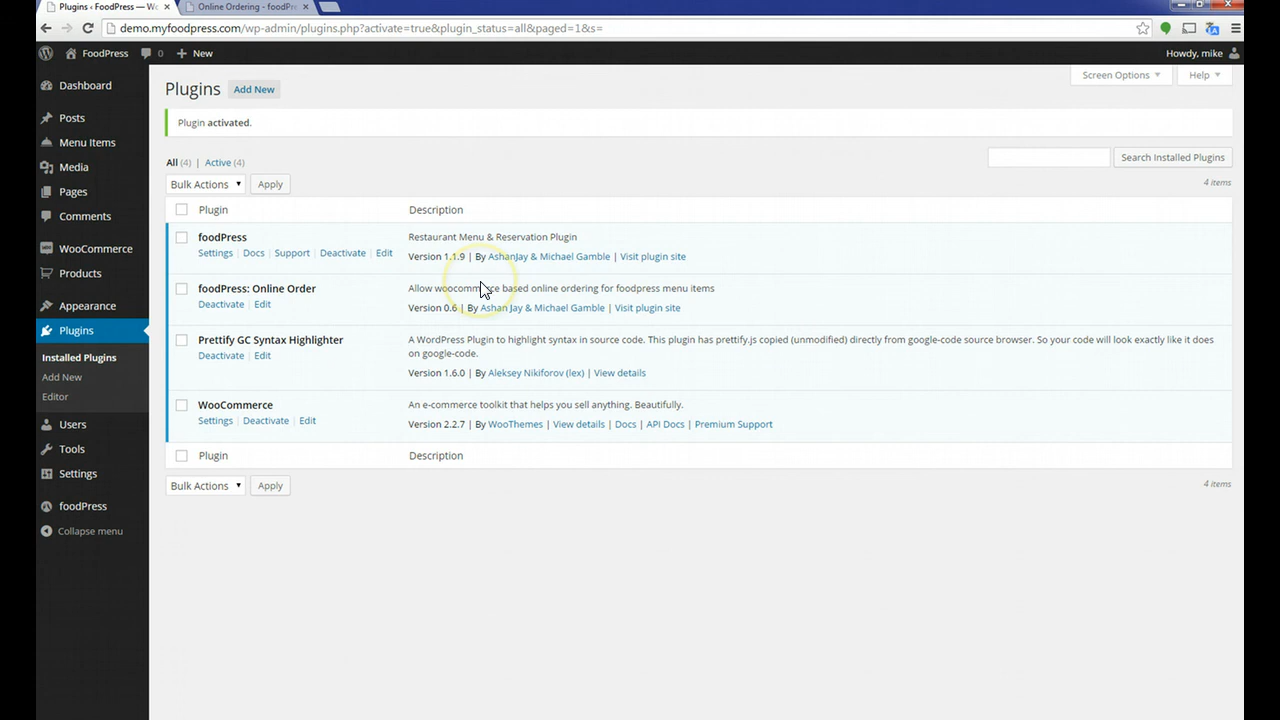 Plugins ‹ FoodPress — Wo × Online Ordering - foodPre ×
demo.myfoodpress.com/wp-admin/plugins.php?activate=true&plugin_status=all&paged=1&s=
FoodPress 0 + New Howdy, mike
Dashboard
Posts
Menu Items
Media
Pages
Comments
WooCommerce
Products
Appearance
Plugins
Installed Plugins
Add New
Editor
Users
Tools
Settings
foodPress
Collapse menu
Screen Options ▼ Help ▼
Plugins Add New
Plugin activated.
All (4) | Active (4)
Search Installed Plugins
Bulk Actions ▼ Apply 4 items
Plugin Description
foodPress Restaurant Menu & Reservation Plugin
Settings | Docs | Support | Deactivate | Edit Version 1.1.9 | By AshanJay & Michael Gamble | Visit plugin site
foodPress: Online Order Allow woocommerce based online ordering for foodpress menu items
Deactivate | Edit Version 0.6 | By Ashan Jay & Michael Gamble | Visit plugin site
Prettify GC Syntax Highlighter A WordPress Plugin to highlight syntax in source code. This plugin has prettify.js copied (unmodified) directly from google-code source browser. So your code will look exactly like it does
on google-code.
Deactivate | Edit Version 1.6.0 | By Aleksey Nikiforov (lex) | View details
WooCommerce An e-commerce toolkit that helps you sell anything. Beautifully.
Settings | Deactivate | Edit Version 2.2.7 | By WooThemes | View details | Docs | API Docs | Premium Support
Plugin Description
Bulk Actions ▼ Apply 4 items